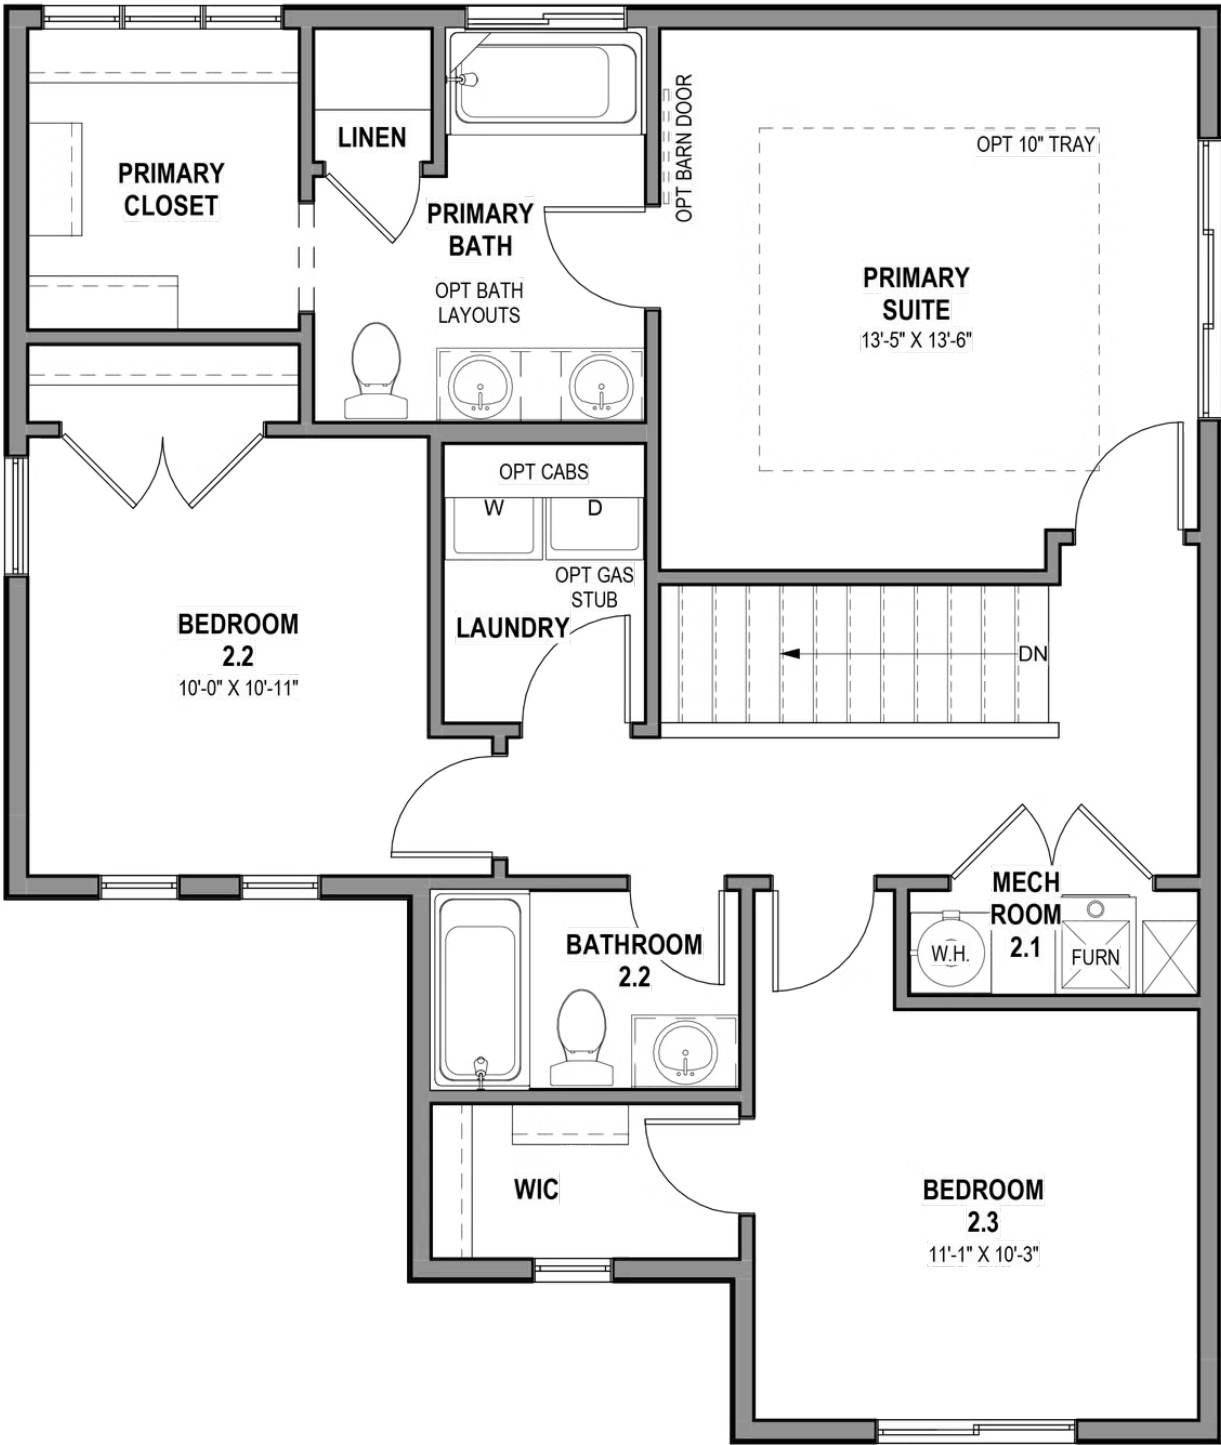 LINEN
PRIMARY
CLOSET
PRIMARY
BATH
OPT BATH
LAYOUTS
OPT BARN DOOR
OPT 10" TRAY
PRIMARY
SUITE
13'-5" X 13'-6"
OPT CABS
W
D
OPT GAS
STUB
LAUNDRY
BEDROOM
2.2
10'-0" X 10'-11"
DN
MECH
ROOM
2.1
W.H.
FURN
BATHROOM
2.2
WIC
BEDROOM
2.3
11'-1" X 10'-3"